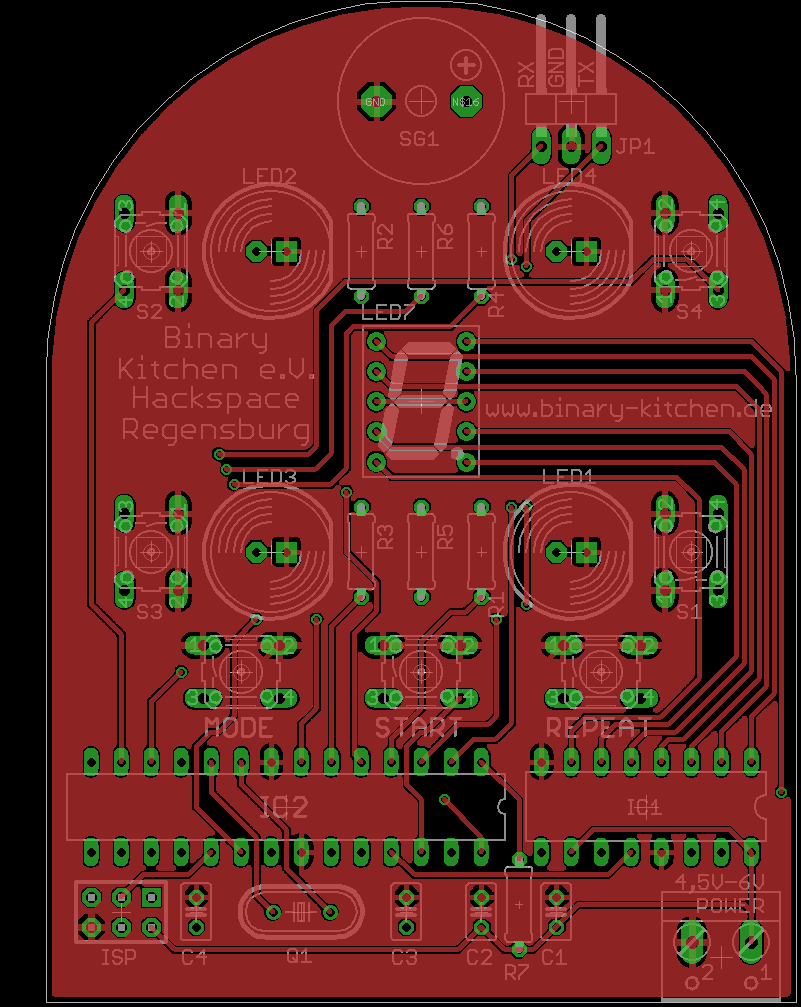 RX
GND
TX
GND
NS16
SG1
JP1
LED2
LED4
R2
R6
R4
S2
S4
Binary
Kitchen e.V.
Hackspace
Regensburg
www.binary-kitchen.de
LED3
LED1
R3
R5
R1
S3
S1
MODE
START
REPEAT
IC2
IC1
4,5V-6V
POWER
ISP
C4
Q1
C3
C2
R7
C1
2
1